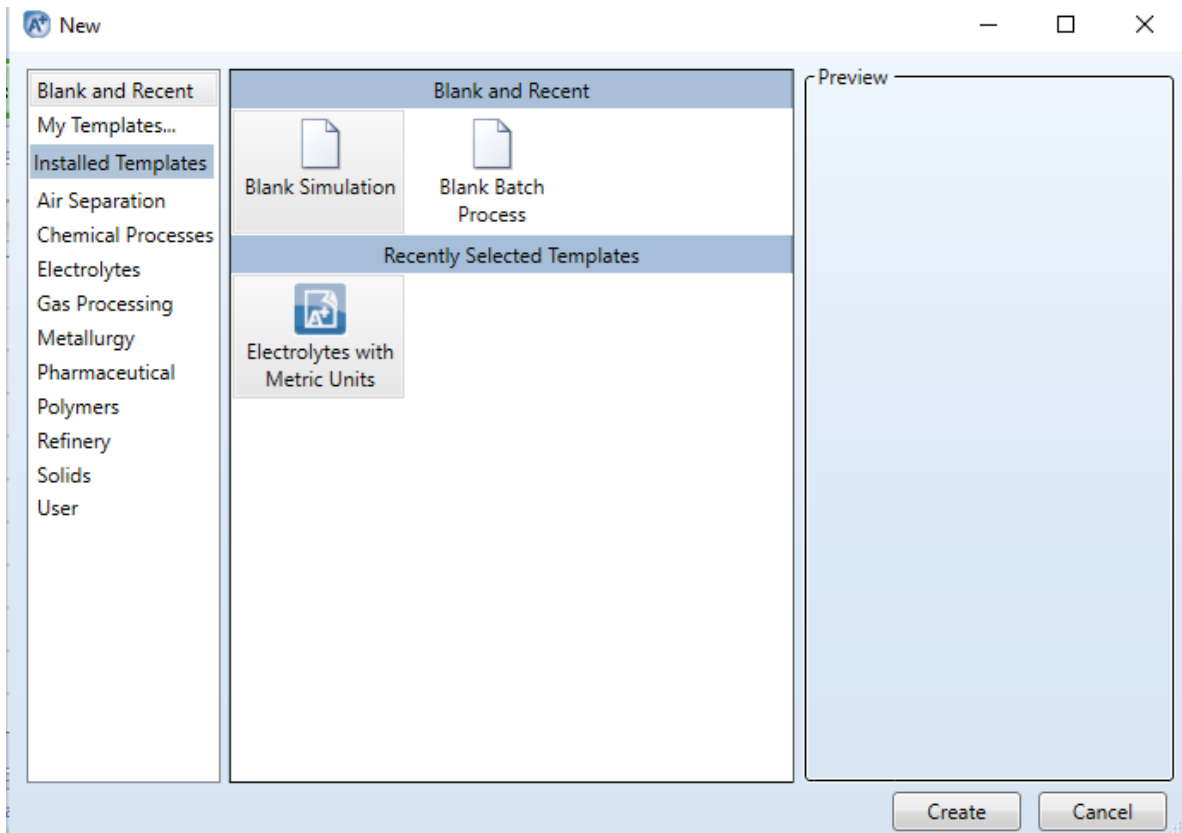 New
Blank and Recent
My Templates...
Installed Templates
Air Separation
Chemical Processes
Electrolytes
Gas Processing
Metallurgy
Pharmaceutical
Polymers
Refinery
Solids
User
Blank and Recent
Blank Simulation
Blank Batch
Process
Recently Selected Templates
Electrolytes with
Metric Units
Preview
Create
Cancel